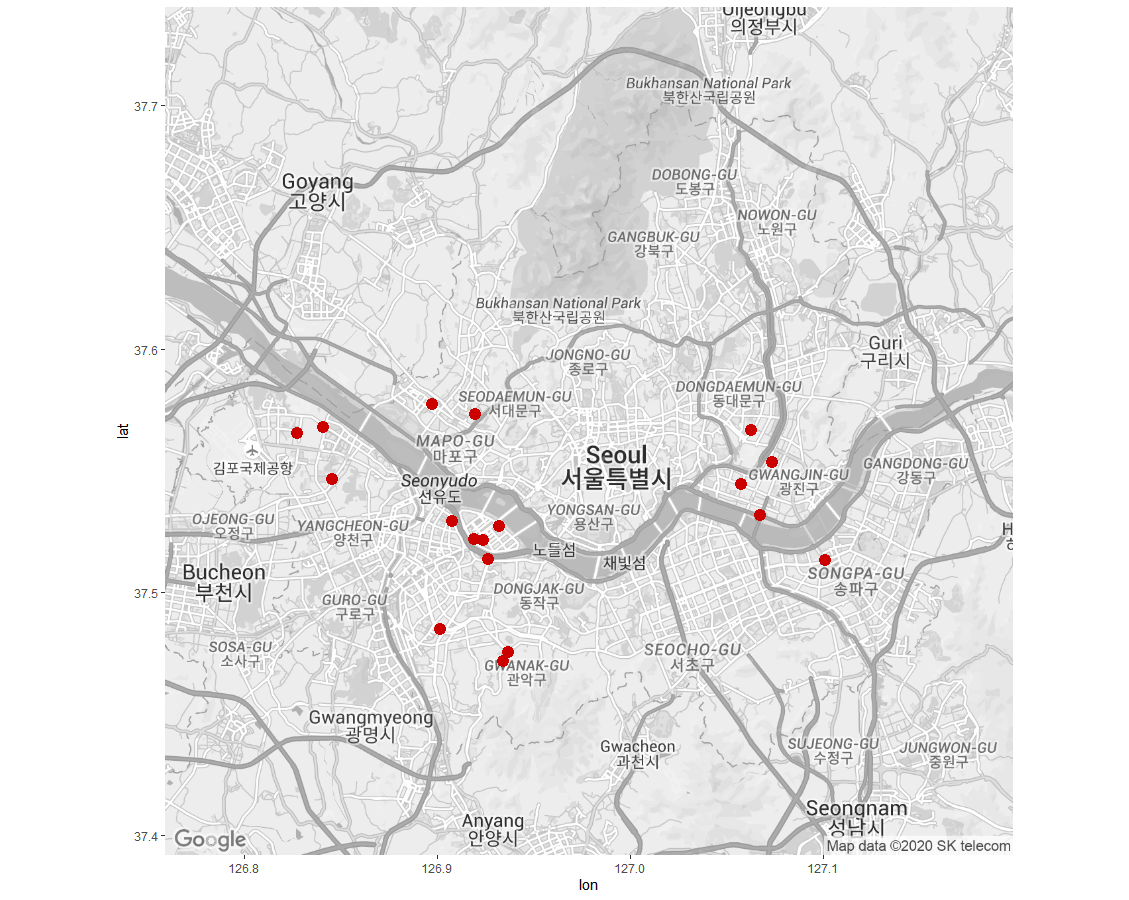 Uijeongbu
의정부시
Bukhansan National Park
북한산국립공원
37.7
DOBONG-GU
도봉구
Goyang
고양시
NOWON-GU
노원구
GANGBUK-GU
강북구
Bukhansan National Park
북한산국립공원
Guri
구리시
37.6
JONGNO-GU
종로구
DONGDAEMUN-GU
동대문구
SEODAEMUN-GU
서대문구
lat
MAPO-GU
마포구
Seoul
서울특별시
김포국제공항
GANGDONG-GU
강동구
GWANGJIN-GU
광진구
Seonyudo
선유도
YONGSAN-GU
용산구
OJEONG-GU
오정구
YANGCHEON-GU
양천구
H
노들섬
채빛섬
Bucheon
부천시
SONGPA-GU
송파구
37.5
DONGJAK-GU
동작구
GURO-GU
구로구
SOSA-GU
소사구
SEOCHO-GU
서초구
GWANAK-GU
관악구
Gwangmyeong
광명시
Gwacheon
과천시
SUJEONG-GU
수정구
JUNGWON-GU
중원구
Seongnam
성남시
Anyang
안양시
37.4
Google
Map data ©2020 SK telecom
126.8
126.9
127.0
127.1
lon